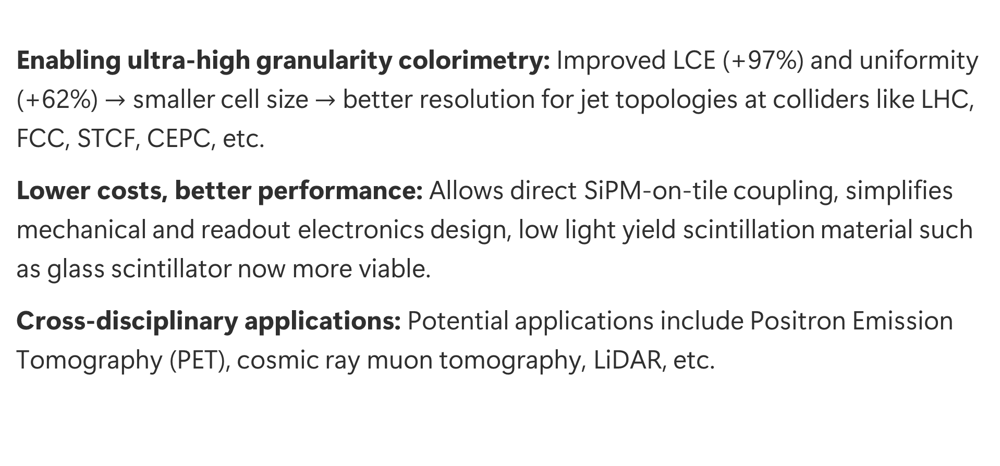 Enabling ultra-high granularity colorimetry: Improved LCE (+97%) and uniformity
(+62%) → smaller cell size → better resolution for jet topologies at colliders like LHC,
FCC, STCF, CEPC, etc.
Lower costs, better performance: Allows direct SiPM-on-tile coupling, simplifies
mechanical and readout electronics design, low light yield scintillation material such
as glass scintillator now more viable.
Cross-disciplinary applications: Potential applications include Positron Emission
Tomography (PET), cosmic ray muon tomography, LiDAR, etc.